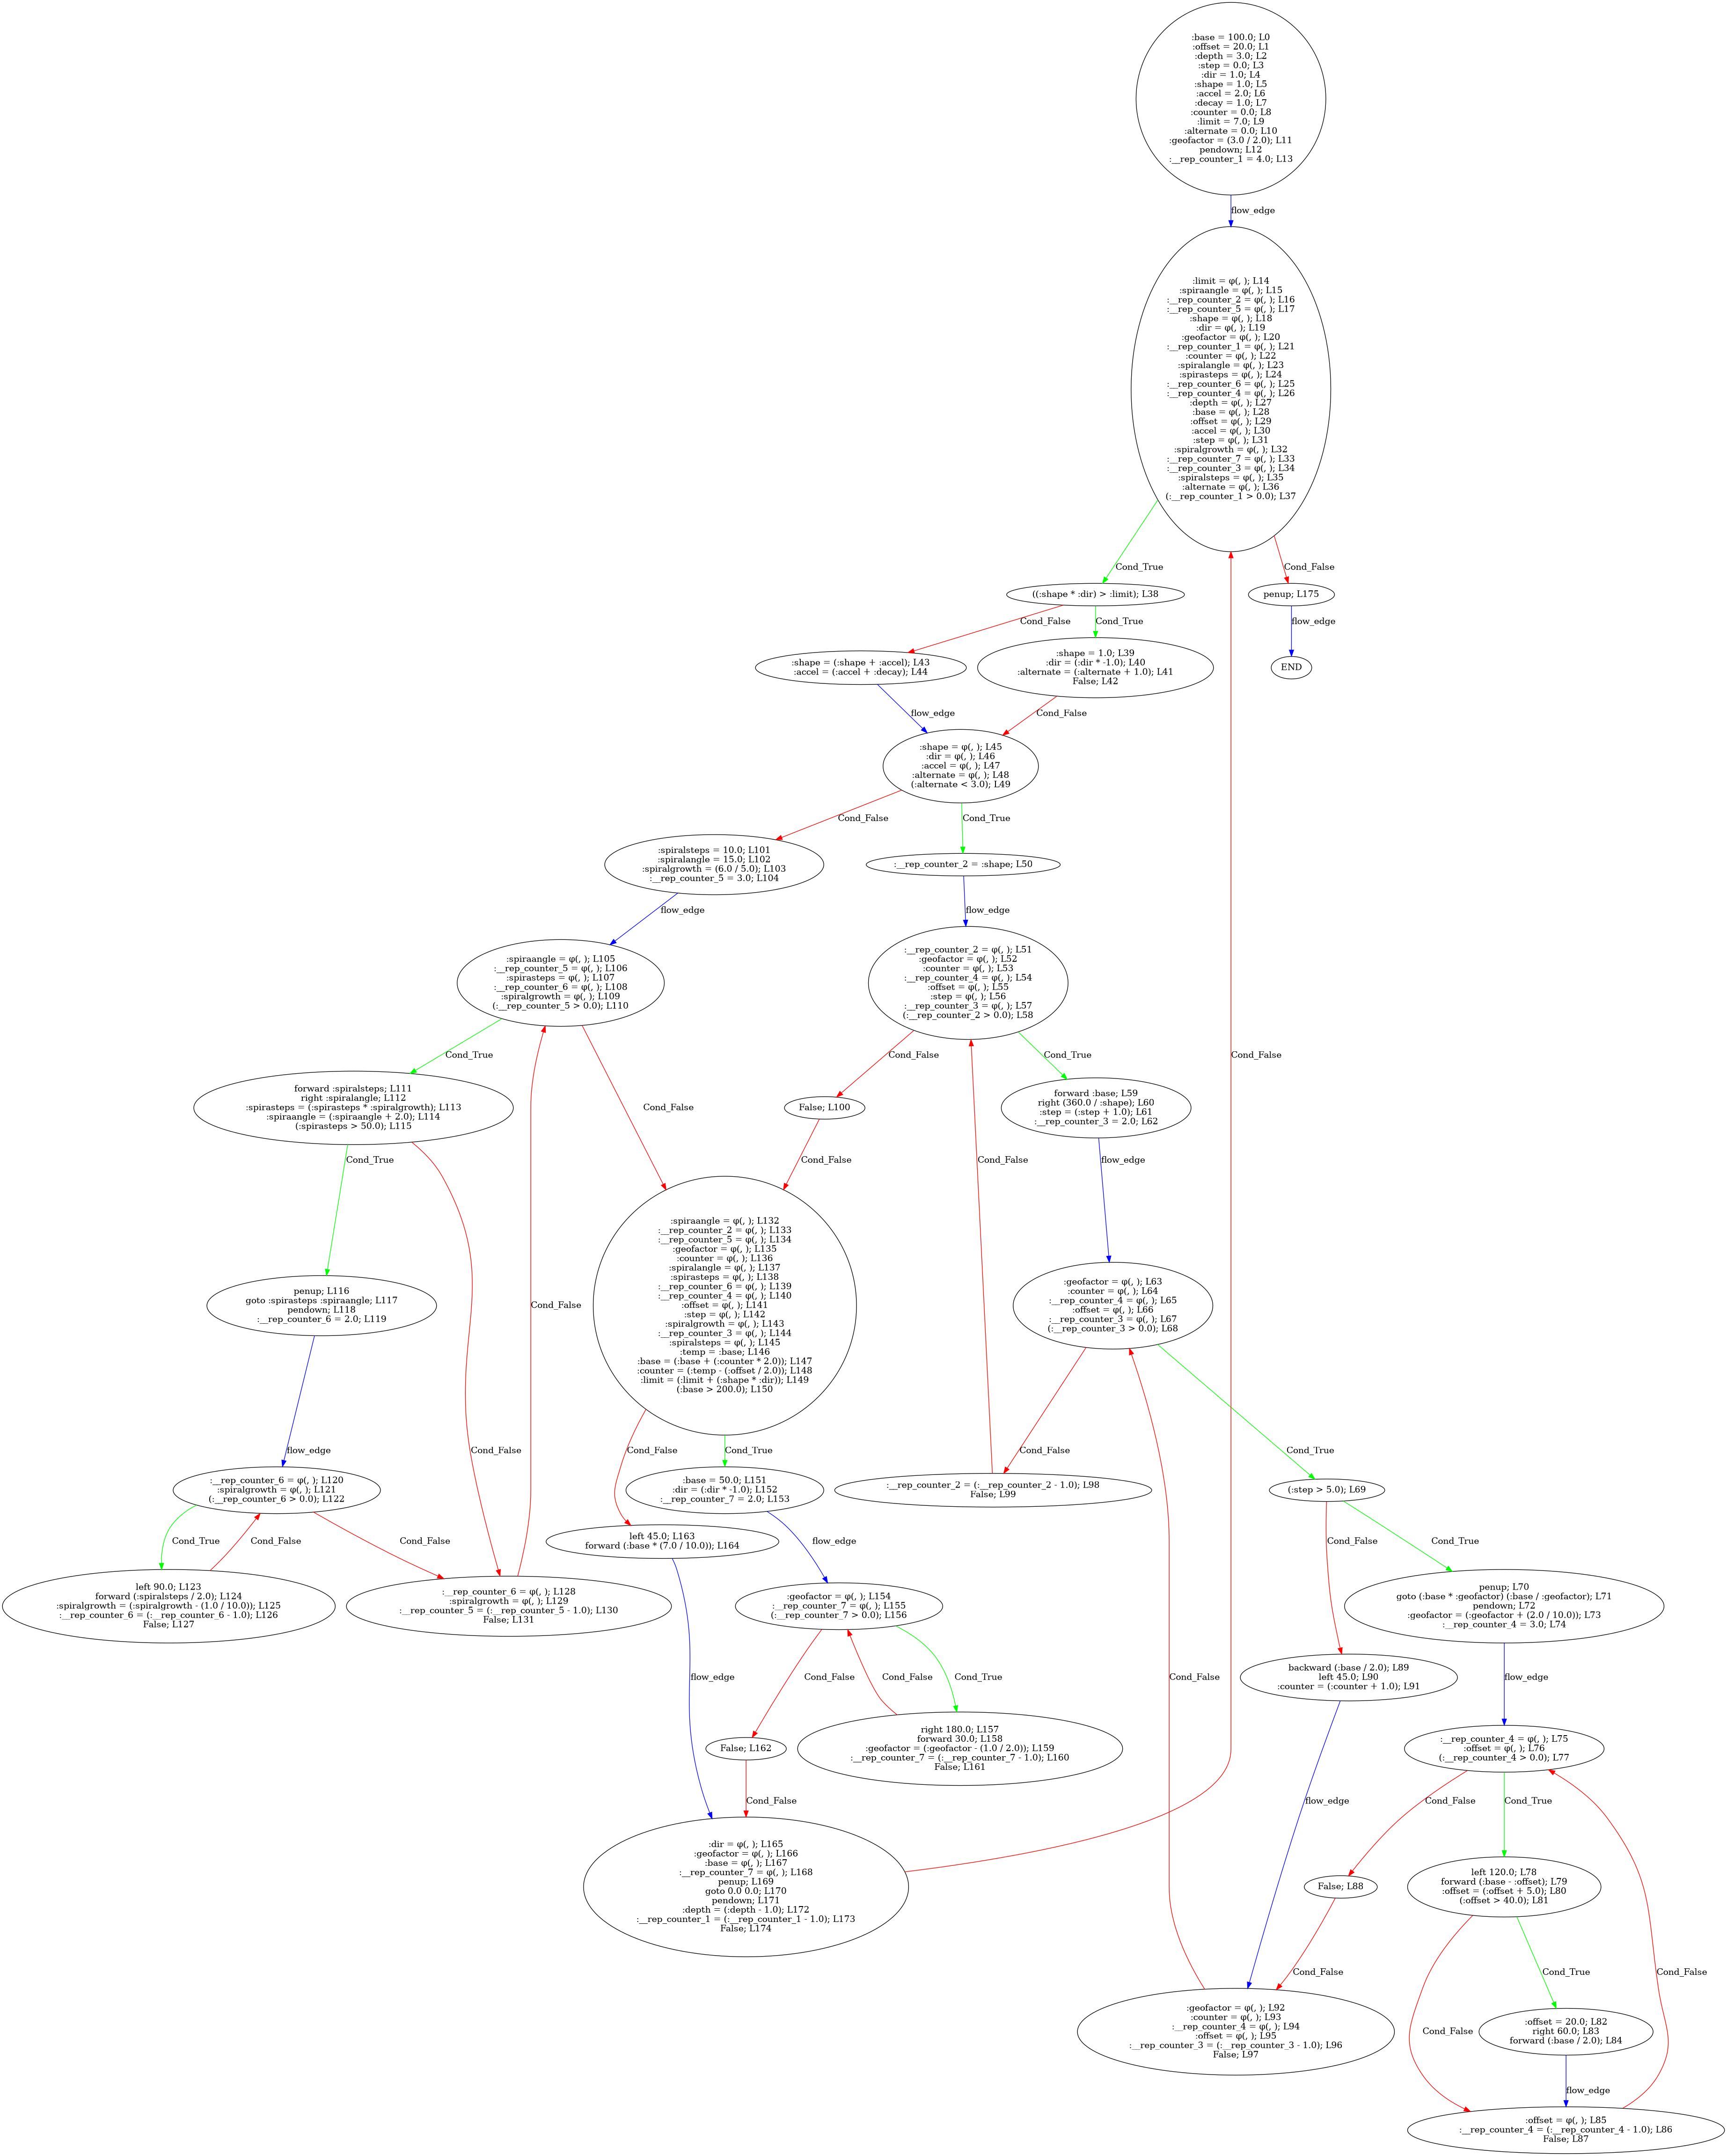 :base = 100.0; L0
:offset = 20.0; L1
:depth = 3.0; L2
:step = 0.0; L3
:dir = 1.0; L4
:shape = 1.0; L5
:accel = 2.0; L6
:decay = 1.0; L7
:counter = 0.0; L8
:limit = 7.0; L9
:alternate = 0.0; L10
:geofactor = (3.0 / 2.0); L11
pendown; L12
:__rep_counter_1 = 4.0; L13
flow_edge
:limit = φ(, ); L14
:spiraangle = φ(, ); L15
:__rep_counter_2 = φ(, ); L16
:__rep_counter_5 = φ(, ); L17
:shape = φ(, ); L18
:dir = φ(, ); L19
:geofactor = φ(, ); L20
:__rep_counter_1 = φ(, ); L21
:counter = φ(, ); L22
:spiralangle = φ(, ); L23
:spirasteps = φ(, ); L24
:__rep_counter_6 = φ(, ); L25
:__rep_counter_4 = φ(, ); L26
:depth = φ(, ); L27
:base = φ(, ); L28
:offset = φ(, ); L29
:accel = φ(, ); L30
:step = φ(, ); L31
:spiralgrowth = φ(, ); L32
:__rep_counter_7 = φ(, ); L33
:__rep_counter_3 = φ(, ); L34
:spiralsteps = φ(, ); L35
:alternate = φ(, ); L36
(:__rep_counter_1 > 0.0); L37
Cond_True
Cond_False
((:shape * :dir) > :limit); L38
penup; L175
Cond_False
Cond_True
flow_edge
:shape = (:shape + :accel); L43
:accel = (:accel + :decay); L44
:shape = 1.0; L39
:dir = (:dir * -1.0); L40
:alternate = (:alternate + 1.0); L41
False; L42
END
flow_edge
Cond_False
:shape = φ(, ); L45
:dir = φ(, ); L46
:accel = φ(, ); L47
:alternate = φ(, ); L48
(:alternate < 3.0); L49
Cond_False
Cond_True
:spiralsteps = 10.0; L101
:spiralangle = 15.0; L102
:spiralgrowth = (6.0 / 5.0); L103
:__rep_counter_5 = 3.0; L104
:__rep_counter_2 = :shape; L50
flow_edge
flow_edge
:spiraangle = φ(, ); L105
:__rep_counter_5 = φ(, ); L106
:spirasteps = φ(, ); L107
:__rep_counter_6 = φ(, ); L108
:spiralgrowth = φ(, ); L109
(:__rep_counter_5 > 0.0); L110
:__rep_counter_2 = φ(, ); L51
:geofactor = φ(, ); L52
:counter = φ(, ); L53
:__rep_counter_4 = φ(, ); L54
:offset = φ(, ); L55
:step = φ(, ); L56
:__rep_counter_3 = φ(, ); L57
(:__rep_counter_2 > 0.0); L58
Cond_True
Cond_False
Cond_True
Cond_False
forward :spiralsteps; L111
right :spiralangle; L112
:spirasteps = (:spirasteps * :spiralgrowth); L113
:spiraangle = (:spiraangle + 2.0); L114
(:spirasteps > 50.0); L115
Cond_False
False; L100
forward :base; L59
right (360.0 / :shape); L60
:step = (:step + 1.0); L61
:__rep_counter_3 = 2.0; L62
Cond_True
Cond_False
Cond_False
flow_edge
penup; L116
goto :spirasteps :spiraangle; L117
pendown; L118
:__rep_counter_6 = 2.0; L119
Cond_False
:spiraangle = φ(, ); L132
:__rep_counter_2 = φ(, ); L133
:__rep_counter_5 = φ(, ); L134
:geofactor = φ(, ); L135
:counter = φ(, ); L136
:spiralangle = φ(, ); L137
:spirasteps = φ(, ); L138
:__rep_counter_6 = φ(, ); L139
:__rep_counter_4 = φ(, ); L140
:offset = φ(, ); L141
:step = φ(, ); L142
:spiralgrowth = φ(, ); L143
:__rep_counter_3 = φ(, ); L144
:spiralsteps = φ(, ); L145
:temp = :base; L146
:base = (:base + (:counter * 2.0)); L147
:counter = (:temp - (:offset / 2.0)); L148
:limit = (:limit + (:shape * :dir)); L149
(:base > 200.0); L150
:geofactor = φ(, ); L63
:counter = φ(, ); L64
:__rep_counter_4 = φ(, ); L65
:offset = φ(, ); L66
:__rep_counter_3 = φ(, ); L67
(:__rep_counter_3 > 0.0); L68
flow_edge
Cond_False
Cond_False
Cond_True
Cond_False
Cond_True
:__rep_counter_6 = φ(, ); L120
:spiralgrowth = φ(, ); L121
(:__rep_counter_6 > 0.0); L122
:base = 50.0; L151
:dir = (:dir * -1.0); L152
:__rep_counter_7 = 2.0; L153
:__rep_counter_2 = (:__rep_counter_2 - 1.0); L98
False; L99
(:step > 5.0); L69
Cond_True
Cond_False
Cond_False
left 45.0; L163
forward (:base * (7.0 / 10.0)); L164
flow_edge
Cond_False
Cond_True
left 90.0; L123
forward (:spiralsteps / 2.0); L124
:spiralgrowth = (:spiralgrowth - (1.0 / 10.0)); L125
:__rep_counter_6 = (:__rep_counter_6 - 1.0); L126
False; L127
:__rep_counter_6 = φ(, ); L128
:spiralgrowth = φ(, ); L129
:__rep_counter_5 = (:__rep_counter_5 - 1.0); L130
False; L131
:geofactor = φ(, ); L154
:__rep_counter_7 = φ(, ); L155
(:__rep_counter_7 > 0.0); L156
penup; L70
goto (:base * :geofactor) (:base / :geofactor); L71
pendown; L72
:geofactor = (:geofactor + (2.0 / 10.0)); L73
:__rep_counter_4 = 3.0; L74
flow_edge
Cond_False
Cond_False
Cond_True
Cond_False
backward (:base / 2.0); L89
left 45.0; L90
:counter = (:counter + 1.0); L91
flow_edge
False; L162
right 180.0; L157
forward 30.0; L158
:geofactor = (:geofactor - (1.0 / 2.0)); L159
:__rep_counter_7 = (:__rep_counter_7 - 1.0); L160
False; L161
:__rep_counter_4 = φ(, ); L75
:offset = φ(, ); L76
(:__rep_counter_4 > 0.0); L77
Cond_False
flow_edge
Cond_False
Cond_True
:dir = φ(, ); L165
:geofactor = φ(, ); L166
:base = φ(, ); L167
:__rep_counter_7 = φ(, ); L168
penup; L169
goto 0.0 0.0; L170
pendown; L171
:depth = (:depth - 1.0); L172
:__rep_counter_1 = (:__rep_counter_1 - 1.0); L173
False; L174
False; L88
left 120.0; L78
forward (:base - :offset); L79
:offset = (:offset + 5.0); L80
(:offset > 40.0); L81
Cond_False
Cond_True
Cond_False
:geofactor = φ(, ); L92
:counter = φ(, ); L93
:__rep_counter_4 = φ(, ); L94
:offset = φ(, ); L95
:__rep_counter_3 = (:__rep_counter_3 - 1.0); L96
False; L97
Cond_False
:offset = 20.0; L82
right 60.0; L83
forward (:base / 2.0); L84
flow_edge
:offset = φ(, ); L85
:__rep_counter_4 = (:__rep_counter_4 - 1.0); L86
False; L87